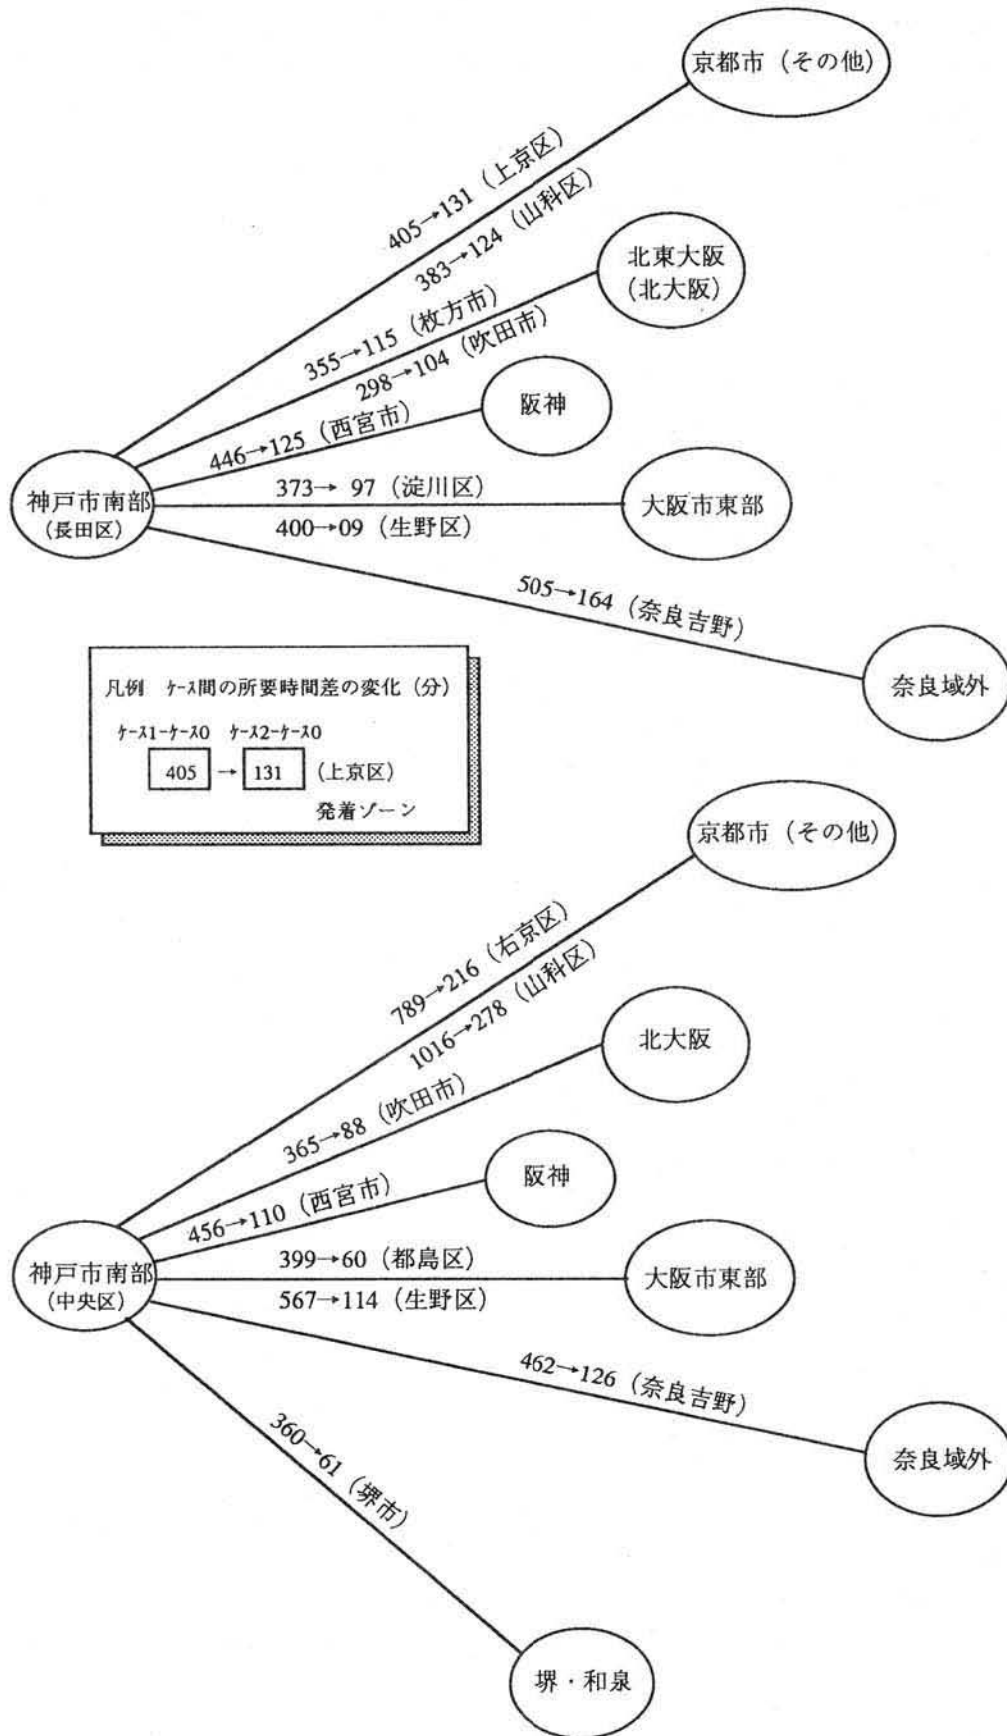 京都市（その他）
405→131（上京区）
383→124（山科区）
北東大阪
（北大阪）
355→115（枚方市）
298→104（吹田市）
阪神
446→125（西宮市）
神戸市南部
（長田区）
373→ 97（淀川区）
400→09（生野区）
大阪市東部
505→164（奈良吉野）
奈良域外
凡例　ｹｰｽ間の所要時間差の変化（分）
ｹｰｽ1-ｹｰｽ0　ｹｰｽ2-ｹｰｽ0
405 → 131 （上京区）
発着ゾーン
京都市（その他）
789→216（右京区）
1016→278（山科区）
北大阪
365→88（吹田市）
阪神
456→110（西宮市）
神戸市南部
（中央区）
399→60（都島区）
567→114（生野区）
大阪市東部
462→126（奈良吉野）
奈良域外
360→61（堺市）
堺・和泉